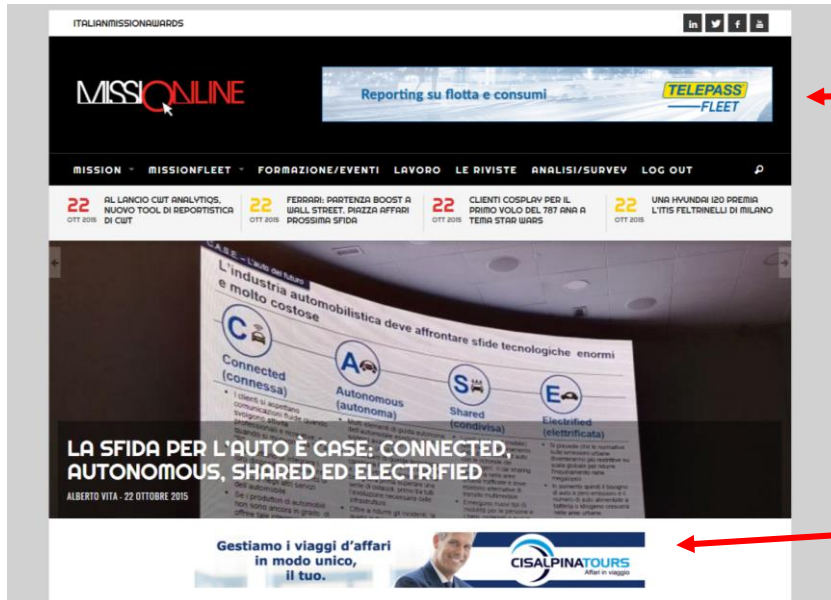 ITALIANMISSIONAWARDS
MISSIONLINE
Reporting su flotta e consumi
TELEPASS
FLEET
MISSION
MISSIONFLEET
FORMAZIONE/EVENTI
LAVORO
LE RIVISTE
ANALISI/SURVEY
LOG OUT
22
OTT 2015
AL LANCIO CWT ANALYTIQS,
NUOVO TOOL DI REPORTISTICA
DI CWT
22
OTT 2015
FERRARI: PARTENZA BOOST A
WALL STREET. PIAZZA AFFARI
PROSSIMA SFIDA
22
OTT 2015
CLIENTI COSPLAY PER IL
PRIMO VOLO DEL 787 ANA A
TEMA STAR WARS
22
OTT 2015
UNA HYUNDAI I20 PREMIA
L'ITIS FELTRINELLI DI MILANO
C.A.S.E. – L'auto del futuro
L'industria automobilistica deve affrontare sfide tecnologiche enormi
e molto costose
C
Connected
(connessa)
A
Autonomous
(autonoma)
S
Shared
(condivisa)
E
Electrified
(elettrificata)
LA SFIDA PER L'AUTO È CASE: CONNECTED,
AUTONOMOUS, SHARED ED ELECTRIFIED
ALBERTO VITA - 22 OTTOBRE 2015
Gestiamo i viaggi d'affari
in modo unico,
il tuo.
CISALPINATOURS
Affari in viaggio